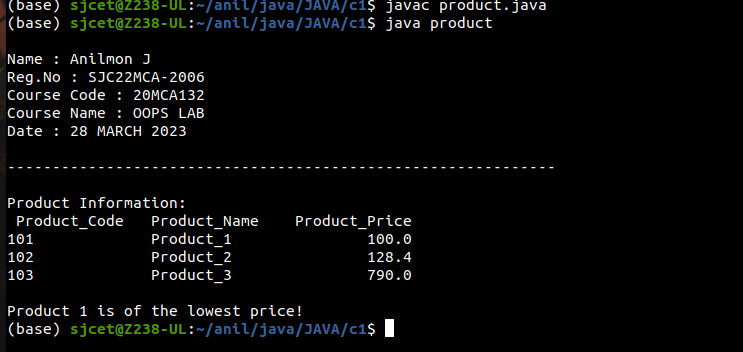 (base) sjcet@Z238-UL:~/anil/java/JAVA/c1$ javac product.java
(base) sjcet@Z238-UL:~/anil/java/JAVA/c1$ java product
Name : Anilmon J
Reg.No : SJC22MCA-2006
Course Code : 20MCA132
Course Name : OOPS LAB
Date : 28 MARCH 2023
-------------------------------------------------------------
Product Information:
 Product_Code   Product_Name    Product_Price
101             Product_1               100.0
102             Product_2               128.4
103             Product_3               790.0
Product 1 is of the lowest price!
(base) sjcet@Z238-UL:~/anil/java/JAVA/c1$